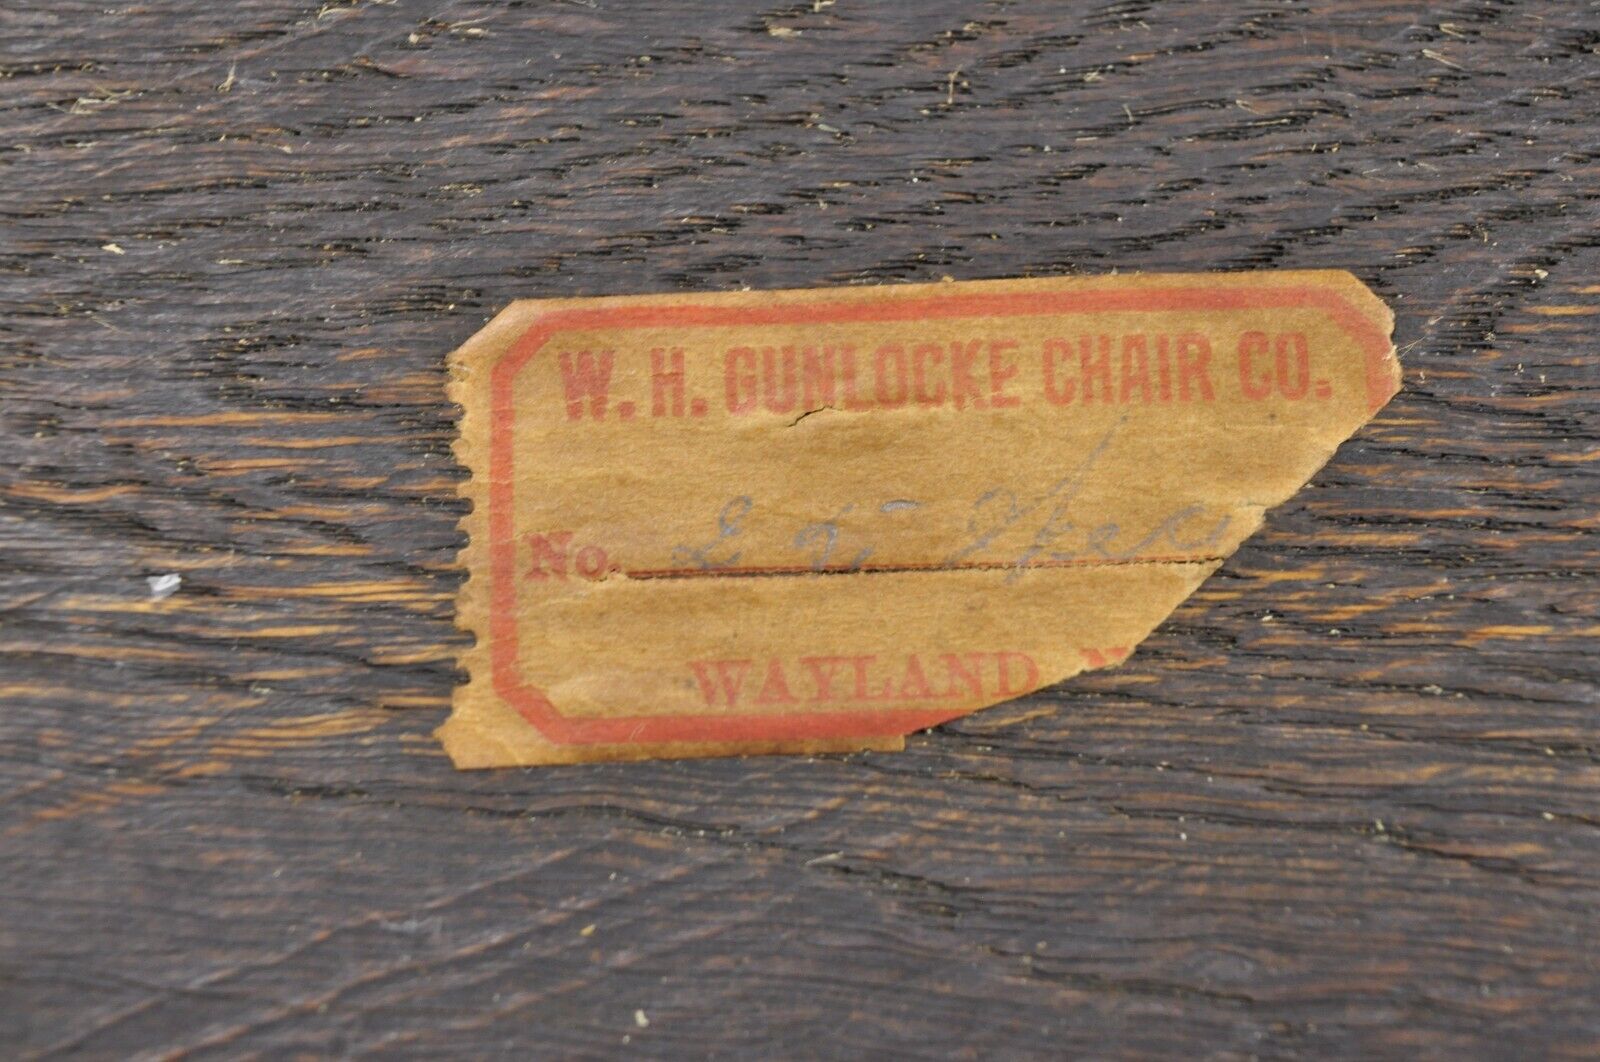 W. H. GUNLOCKE CHAIR CO.
No.
WAYLAND, N